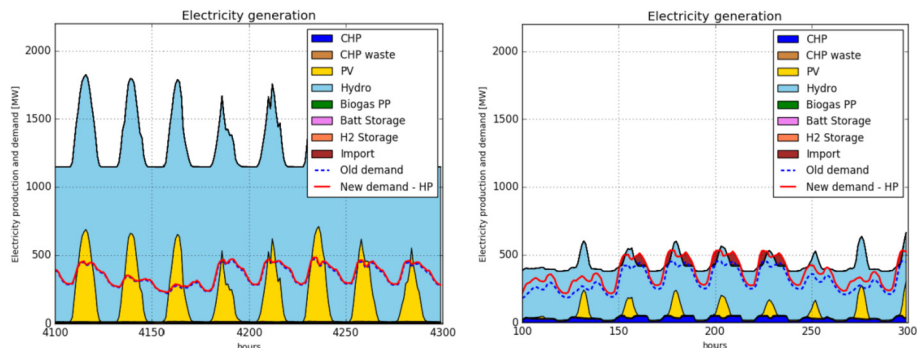 Electricity generation
Electricity production and demand [MW]
2000
1500
1000
500
0
4100
4150
4200
4250
4300
hours
CHP
CHP waste
PV
Hydro
Biogas PP
Batt Storage
H2 Storage
Import
Old demand
New demand - HP
Electricity generation
Electricity production and demand [MW]
2000
1500
1000
500
0
100
150
200
250
300
hours
CHP
CHP waste
PV
Hydro
Biogas PP
Batt Storage
H2 Storage
Import
Old demand
New demand - HP